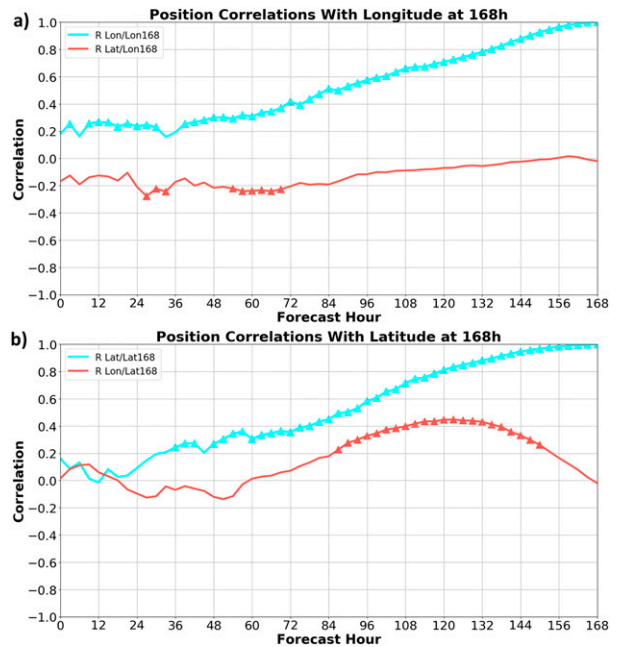 a)
Position Correlations With Longitude at 168h
R Lon/Lon168
R Lat/Lon168
Correlation
1.0
0.8
0.6
0.4
0.2
0.0
−0.2
−0.4
−0.6
−0.8
−1.0
0 12 24 36 48 60 72 84 96 108 120 132 144 156 168
Forecast Hour
b)
Position Correlations With Latitude at 168h
R Lat/Lat168
R Lon/Lat168
Correlation
1.0
0.8
0.6
0.4
0.2
0.0
−0.2
−0.4
−0.6
−0.8
−1.0
0 12 24 36 48 60 72 84 96 108 120 132 144 156 168
Forecast Hour